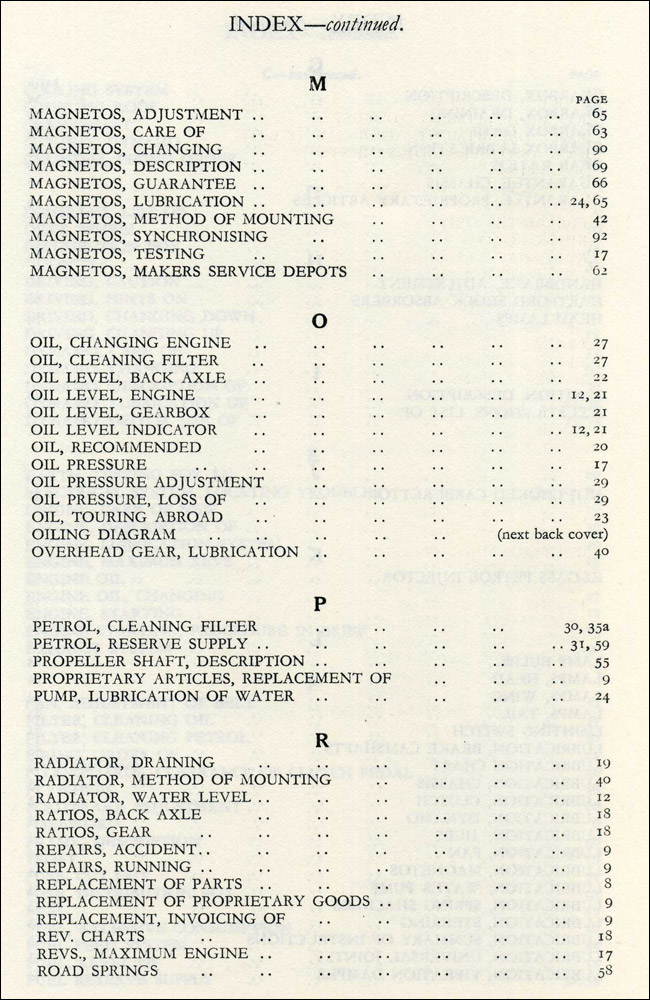 INDEX—continued.
M
PAGE
MAGNETOS, ADJUSTMENT .. .. .. .. .. 65
MAGNETOS, CARE OF .. .. .. .. .. 63
MAGNETOS, CHANGING .. .. .. .. .. 90
MAGNETOS, DESCRIPTION .. .. .. .. .. 69
MAGNETOS, GUARANTEE .. .. .. .. .. 66
MAGNETOS, LUBRICATION .. .. .. .. .. 24, 65
MAGNETOS, METHOD OF MOUNTING .. .. .. 42
MAGNETOS, SYNCHRONISING .. .. .. .. 92
MAGNETOS, TESTING .. .. .. .. .. 17
MAGNETOS, MAKERS SERVICE DEPOTS .. .. .. 62
O
OIL, CHANGING ENGINE .. .. .. .. .. 27
OIL, CLEANING FILTER .. .. .. .. .. 27
OIL LEVEL, BACK AXLE .. .. .. .. .. 22
OIL LEVEL, ENGINE .. .. .. .. .. 12, 21
OIL LEVEL, GEARBOX .. .. .. .. .. 21
OIL LEVEL INDICATOR .. .. .. .. .. 12, 21
OIL, RECOMMENDED .. .. .. .. .. 20
OIL PRESSURE .. .. .. .. .. .. 17
OIL PRESSURE ADJUSTMENT .. .. .. .. 29
OIL PRESSURE, LOSS OF .. .. .. .. .. 29
OIL, TOURING ABROAD .. .. .. .. .. 23
OILING DIAGRAM .. .. .. .. .. (next back cover)
OVERHEAD GEAR, LUBRICATION .. .. .. .. 40
P
PETROL, CLEANING FILTER .. .. .. .. 30, 35a
PETROL, RESERVE SUPPLY .. .. .. .. .. 31, 59
PROPELLER SHAFT, DESCRIPTION .. .. .. .. 55
PROPRIETARY ARTICLES, REPLACEMENT OF .. .. 9
PUMP, LUBRICATION OF WATER .. .. .. .. 24
R
RADIATOR, DRAINING .. .. .. .. .. 19
RADIATOR, METHOD OF MOUNTING .. .. .. 40
RADIATOR, WATER LEVEL .. .. .. .. .. 12
RATIOS, BACK AXLE .. .. .. .. .. 18
RATIOS, GEAR .. .. .. .. .. .. 18
REPAIRS, ACCIDENT .. .. .. .. .. .. 9
REPAIRS, RUNNING .. .. .. .. .. .. 9
REPLACEMENT OF PARTS .. .. .. .. .. 8
REPLACEMENT OF PROPRIETARY GOODS .. .. .. 9
REPLACEMENT, INVOICING OF .. .. .. .. 9
REV. CHARTS .. .. .. .. .. .. 18
REVS., MAXIMUM ENGINE .. .. .. .. .. 17
ROAD SPRINGS .. .. .. .. .. .. 58